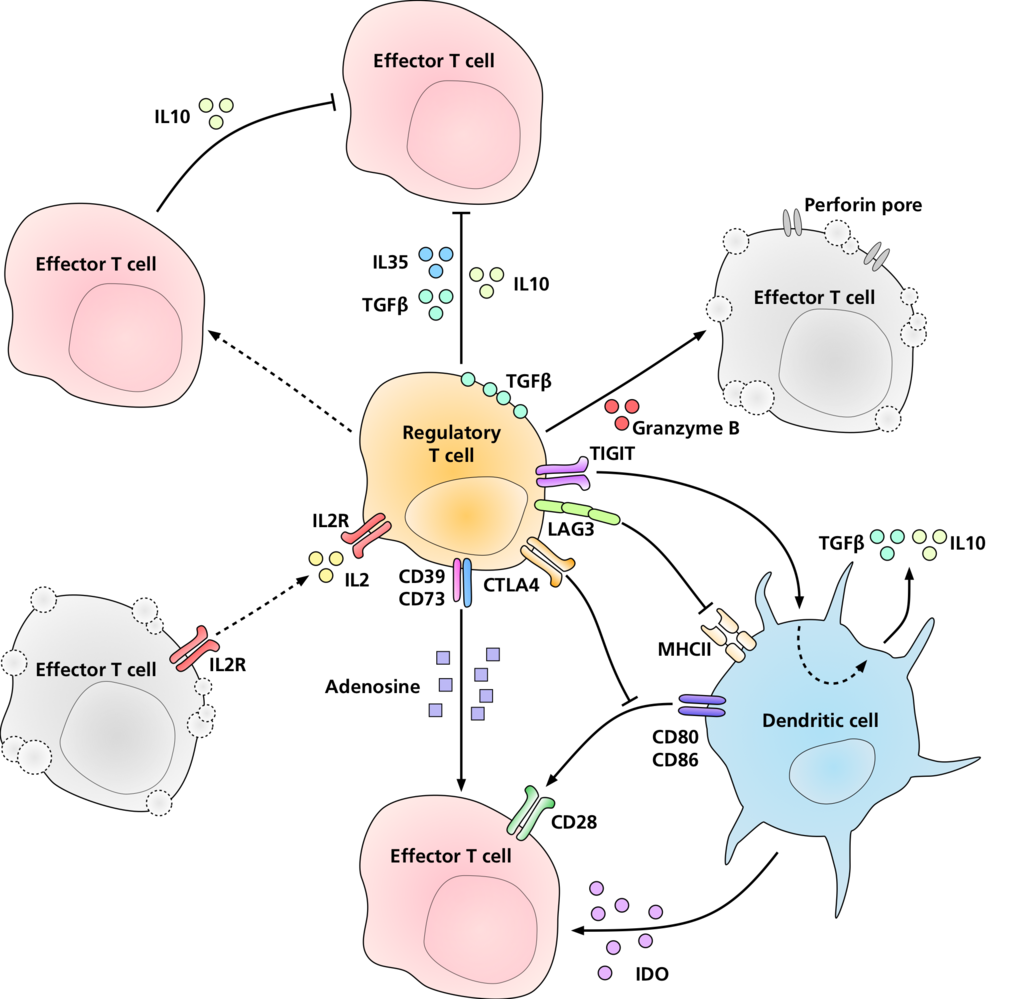 Effector T cell
IL10
Perforin pore
Effector T cell
IL35
IL10
TGFβ
Effector T cell
TGFβ
Granzyme B
Regulatory
T cell
TIGIT
IL2R
LAG3
IL2
CD39
CD73
CTLA4
TGFβ
IL10
Effector T cell
IL2R
MHCII
Adenosine
Dendritic cell
CD80
CD86
CD28
Effector T cell
IDO